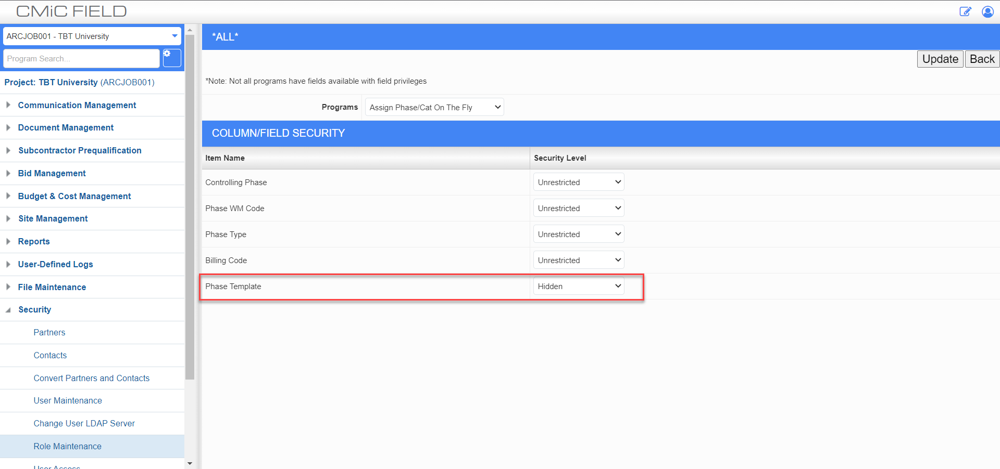 CMiC FIELD
ARCJOB001 - TBT University
Program Search...
Project: TBT University (ARCJOB001)
Communication Management
Document Management
Subcontractor Prequalification
Bid Management
Budget & Cost Management
Site Management
Reports
User-Defined Logs
File Maintenance
Security
Partners
Contacts
Convert Partners and Contacts
User Maintenance
Change User LDAP Server
Role Maintenance
User Access
*ALL*
Update Back
*Note: Not all programs have fields available with field privileges
Programs Assign Phase/Cat On The Fly
COLUMN/FIELD SECURITY
Item Name Security Level
Controlling Phase Unrestricted
Phase WM Code Unrestricted
Phase Type Unrestricted
Billing Code Unrestricted
Phase Template Hidden